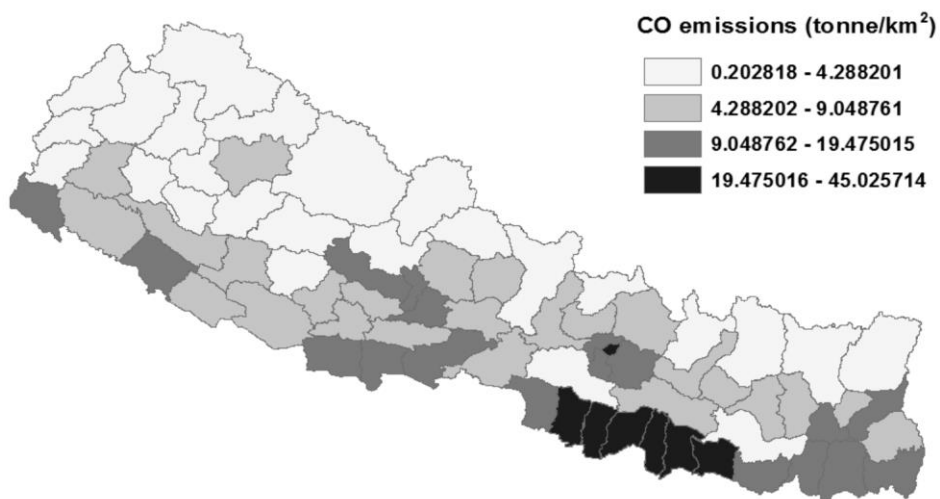 CO emissions (tonne/km²)
0.202818 - 4.288201
4.288202 - 9.048761
9.048762 - 19.475015
19.475016 - 45.025714